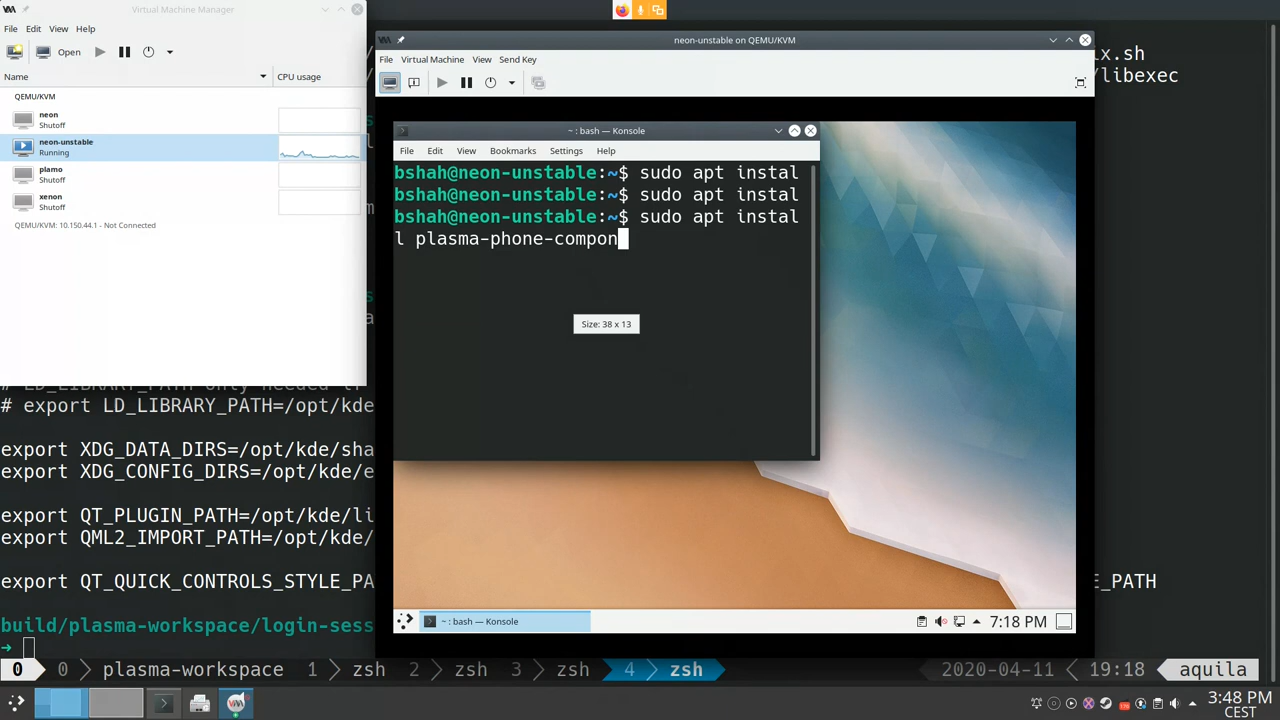 Virtual Machine Manager
File Edit View Help
Open
Name CPU usage
QEMU/KVM
neon
Shutoff
neon-unstable
Running
plamo
Shutoff
xenon
Shutoff
QEMU/KVM: 10.150.44.1 - Not Connected
ix.sh
/libexec
neon-unstable on QEMU/KVM
File Virtual Machine View Send Key
~ : bash — Konsole
File Edit View Bookmarks Settings Help
bshah@neon-unstable:~$ sudo apt instal
bshah@neon-unstable:~$ sudo apt instal
bshah@neon-unstable:~$ sudo apt instal
l plasma-phone-compon
Size: 38 x 13
~ : bash — Konsole
7:18 PM
# export LD_LIBRARY_PATH=/opt/kde
export XDG_DATA_DIRS=/opt/kde/sha
export XDG_CONFIG_DIRS=/opt/kde/e
export QT_PLUGIN_PATH=/opt/kde/li
export QML2_IMPORT_PATH=/opt/kde/
export QT_QUICK_CONTROLS_STYLE_PA E_PATH
build/plasma-workspace/login-sess
0 0 plasma-workspace 1 zsh 2 zsh 3 zsh 4 zsh 2020-04-11 19:18 aquila
3:48 PM
CEST